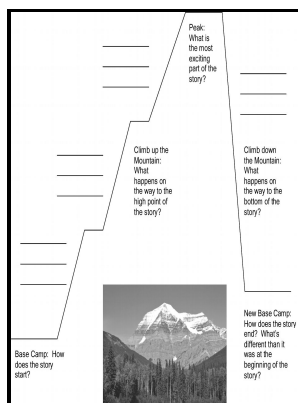 Peak:
What is
the most
exciting
part of the
story?
Climb up the
Mountain:
What
happens on
the way to the
high point of
the story?
Climb down
the Mountain:
What
happens on
the way to the
bottom of the
story?
Base Camp: How
does the story
start?
New Base Camp:
How does the story
end? What's
different than it
was at the
beginning of the
story?